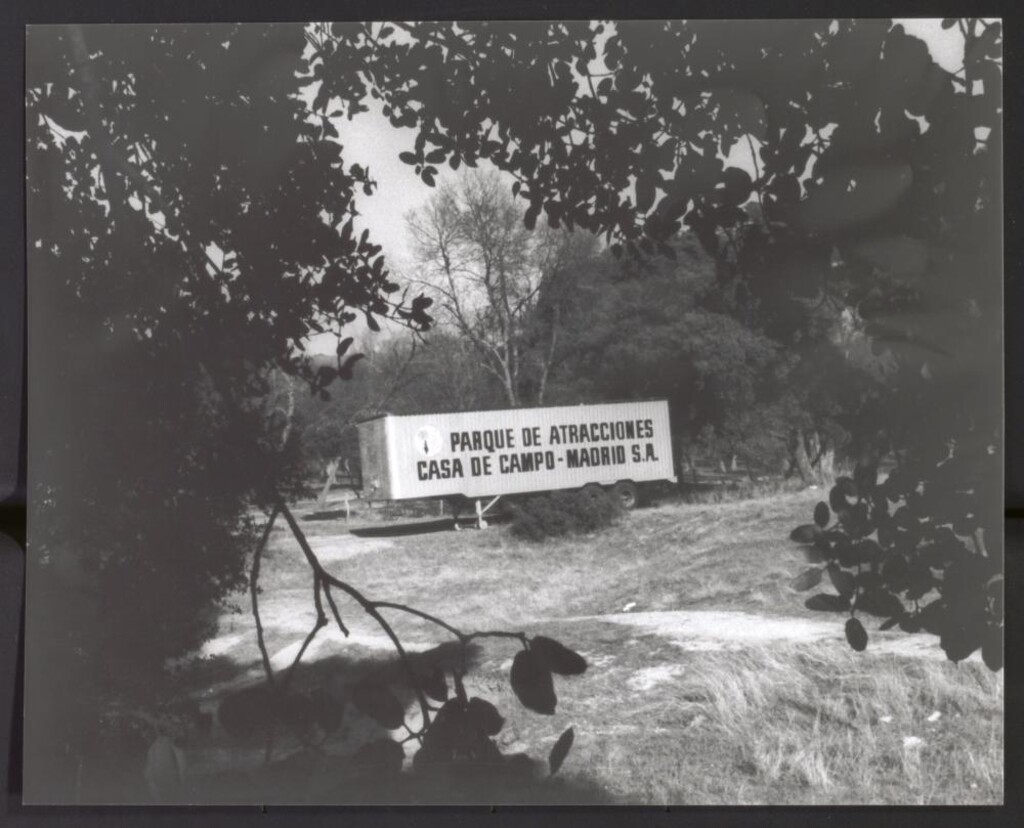 PARQUE DE ATRACCIONES
CASA DE CAMPO - MADRID S.A.